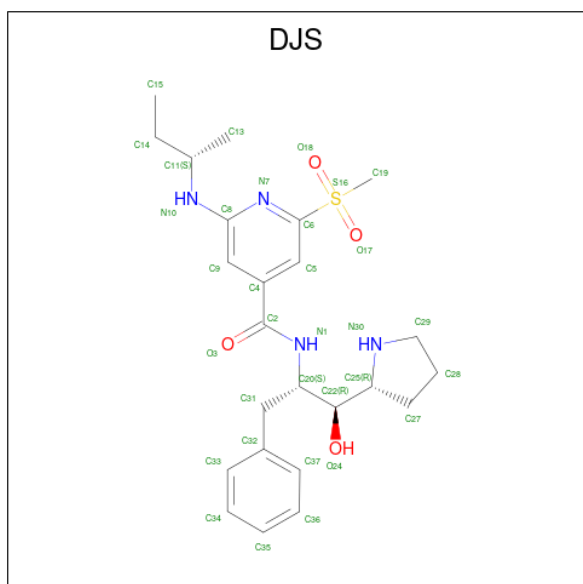 DJS
C15
C13
O18
C14
C19
C11(S)
S16
N7
HN
O
N
S
N10
C8
C6
O
O17
C9
C5
C4
C2
N1
N30
C29
O
NH
HN
O3
C28
C20(S)
C25(R)
C22(R)
C31
C27
C32
OH
O24
C33
C37
C34
C36
C35